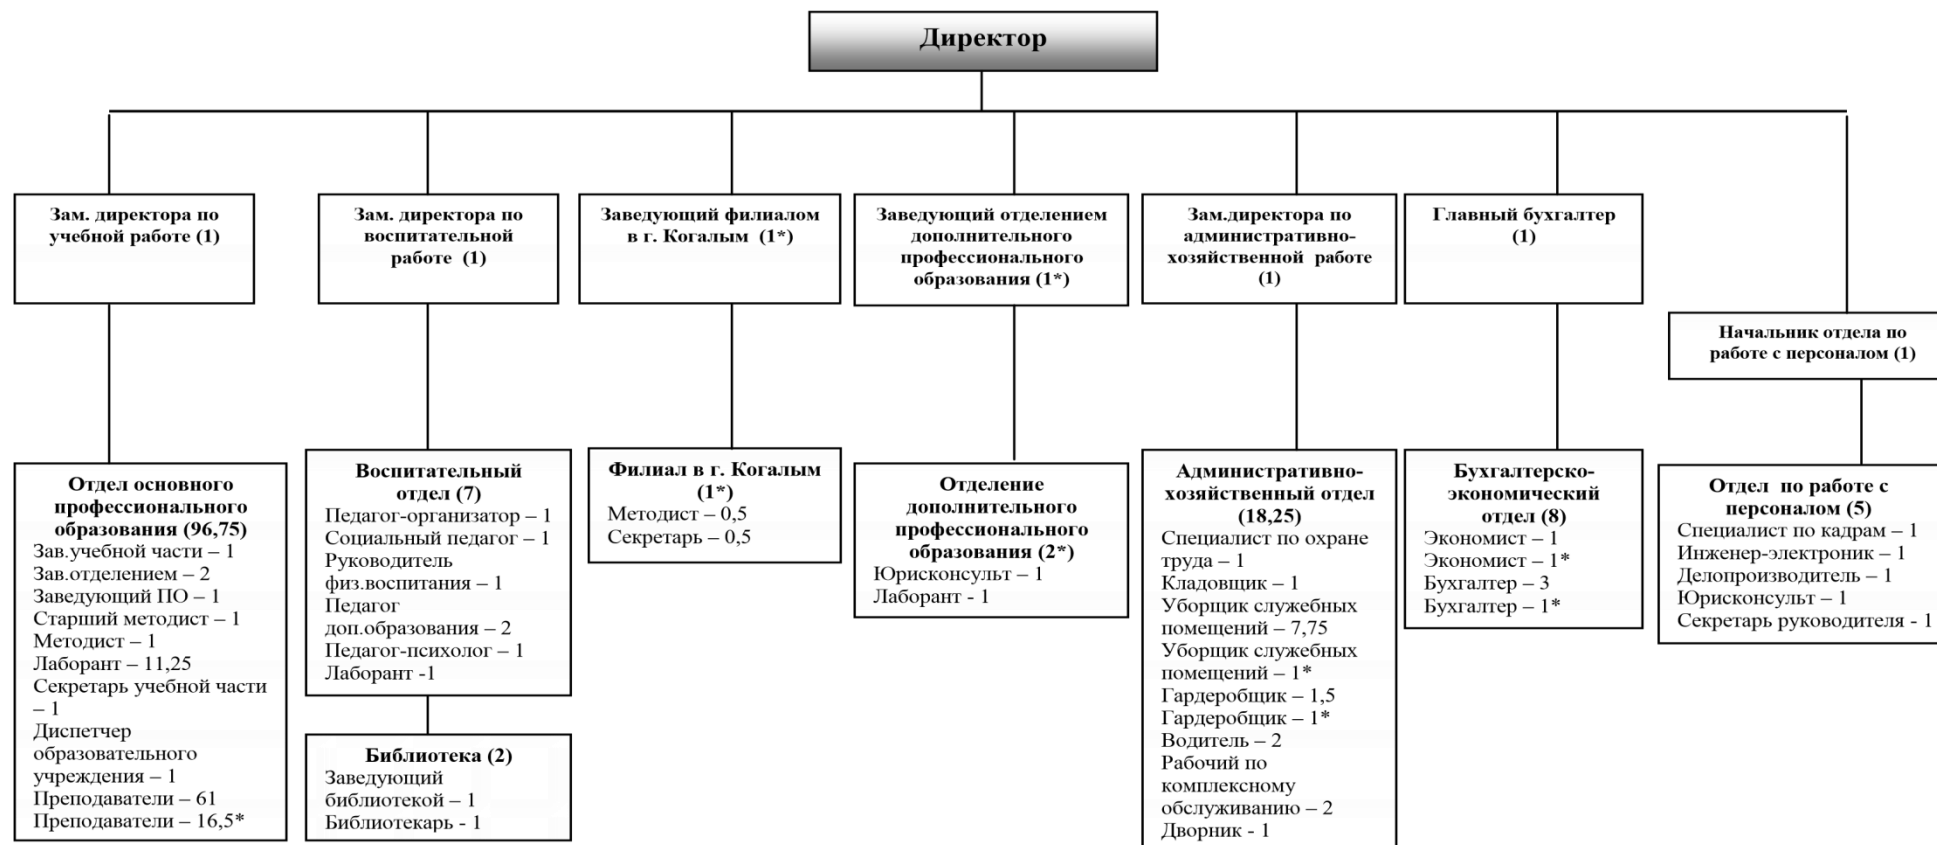 Директор
Зам. директора по
учебной работе (1)
Зам. директора по
воспитательной
работе (1)
Заведующий филиалом
в г. Когалым (1*)
Заведующий отделением
дополнительного
профессионального
образования (1*)
Зам.директора по
административно-
хозяйственной работе
(1)
Главный бухгалтер
(1)
Начальник отдела по
работе с персоналом (1)
Отдел основного
профессионального
образования (96,75)
Зав.учебной части – 1
Зав.отделением – 2
Заведующий ПО – 1
Старший методист – 1
Методист – 1
Лаборант – 11,25
Секретарь учебной части
– 1
Диспетчер
образовательного
учреждения – 1
Преподаватели – 61
Преподаватели – 16,5*
Воспитательный
отдел (7)
Педагог-организатор – 1
Социальный педагог – 1
Руководитель
физ.воспитания – 1
Педагог
доп.образования – 2
Педагог-психолог – 1
Лаборант -1
Библиотека (2)
Заведующий
библиотекой – 1
Библиотекарь - 1
Филиал в г. Когалым
(1*)
Методист – 0,5
Секретарь – 0,5
Отделение
дополнительного
профессионального
образования (2*)
Юрисконсульт – 1
Лаборант - 1
Административно-
хозяйственный отдел
(18,25)
Специалист по охране
труда – 1
Кладовщик – 1
Уборщик служебных
помещений – 7,75
Уборщик служебных
помещений – 1*
Гардеробщик – 1,5
Гардеробщик – 1*
Водитель – 2
Рабочий по
комплексному
обслуживанию – 2
Дворник - 1
Бухгалтерско-
экономический
отдел (8)
Экономист – 1
Экономист – 1*
Бухгалтер – 3
Бухгалтер – 1*
Отдел по работе с
персоналом (5)
Специалист по кадрам – 1
Инженер-электроник – 1
Делопроизводитель – 1
Юрисконсульт – 1
Секретарь руководителя - 1